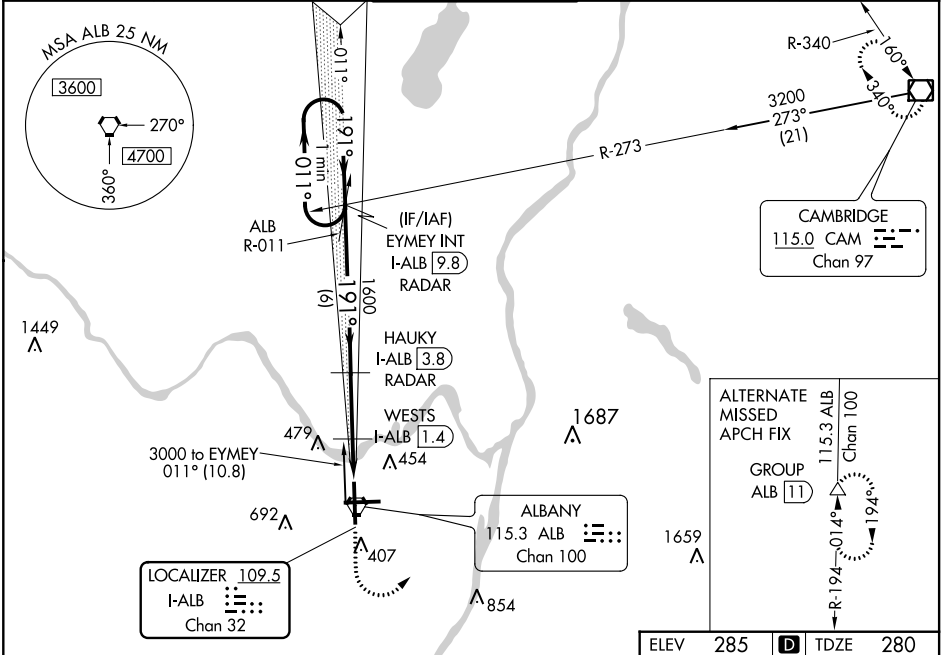 MSA ALB 25 NM
3600
270°
4700
360°
011°
191°
1 min
011°
ALB
R-011
(IF/IAF)
EYMEY INT
I-ALB 9.8
RADAR
R-340
160°
340°
3200
273°
(21)
R-273
CAMBRIDGE
115.0 CAM
Chan 97
1600
191°
(6)
1449
HAUKY
I-ALB 3.8
RADAR
WESTS
I-ALB 1.4
479
454
1687
3000 to EYMEY
011° (10.8)
692
407
ALBANY
115.3 ALB
Chan 100
1659
854
LOCALIZER 109.5
I-ALB
Chan 32
ALTERNATE
MISSED
APCH FIX
115.3 ALB
Chan 100
GROUP
ALB 11
014°
194°
R-194
ELEV 285 D TDZE 280